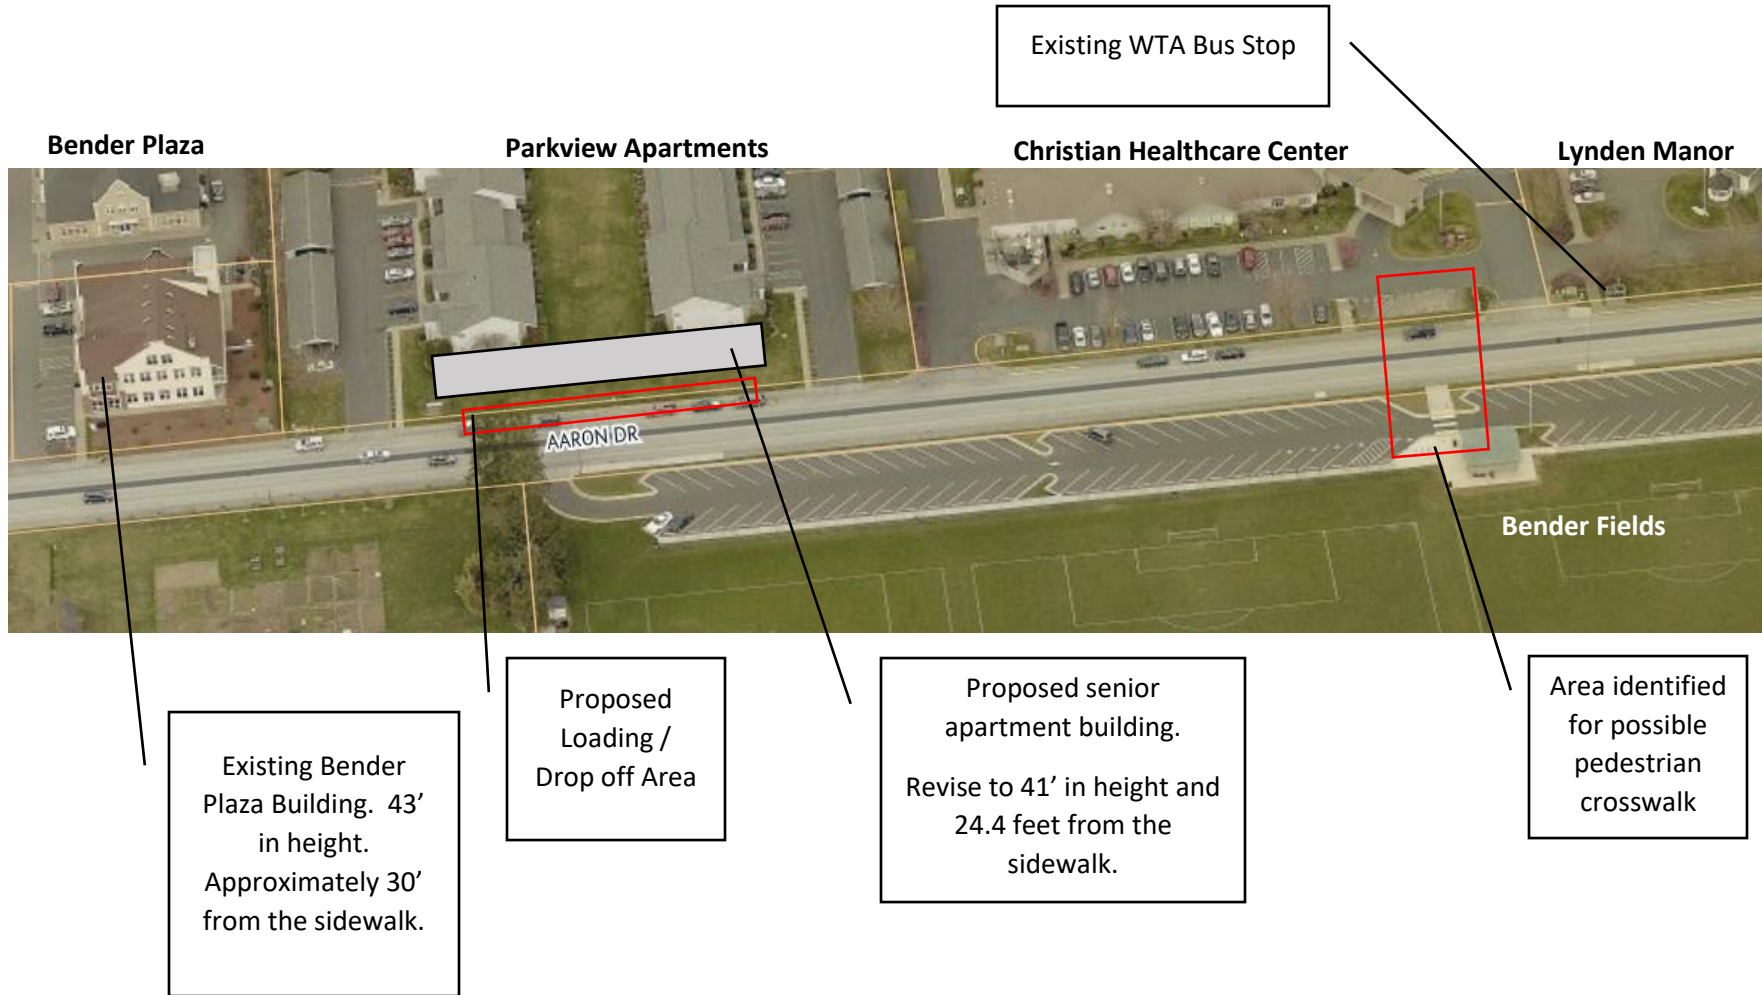 Existing WTA Bus Stop
Bender Plaza
Parkview Apartments
Christian Healthcare Center
Lynden Manor
AARON DR
Bender Fields
Existing Bender
Plaza Building.  43’
in height.
Approximately 30’
from the sidewalk.
Proposed
Loading /
Drop off Area
Proposed senior
apartment building.
Revise to 41’ in height and
24.4 feet from the
sidewalk.
Area identified
for possible
pedestrian
crosswalk